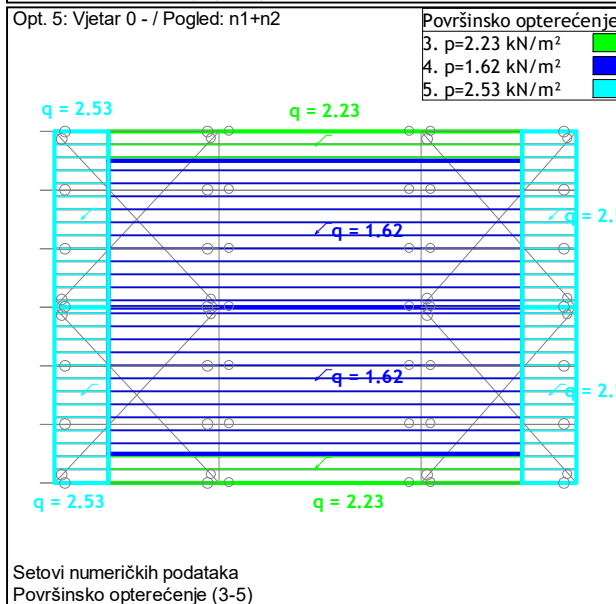 Opt. 5: Vjetar 0 - / Pogled: n1+n2
Površinsko opterećenje
3. p=2.23 kN/m²
4. p=1.62 kN/m²
5. p=2.53 kN/m²
q = 2.53
q = 2.23
q = 1.62
q = 1.62
q = 2.53
q = 2.23
Setovi numeričkih podataka
Površinsko opterećenje (3-5)